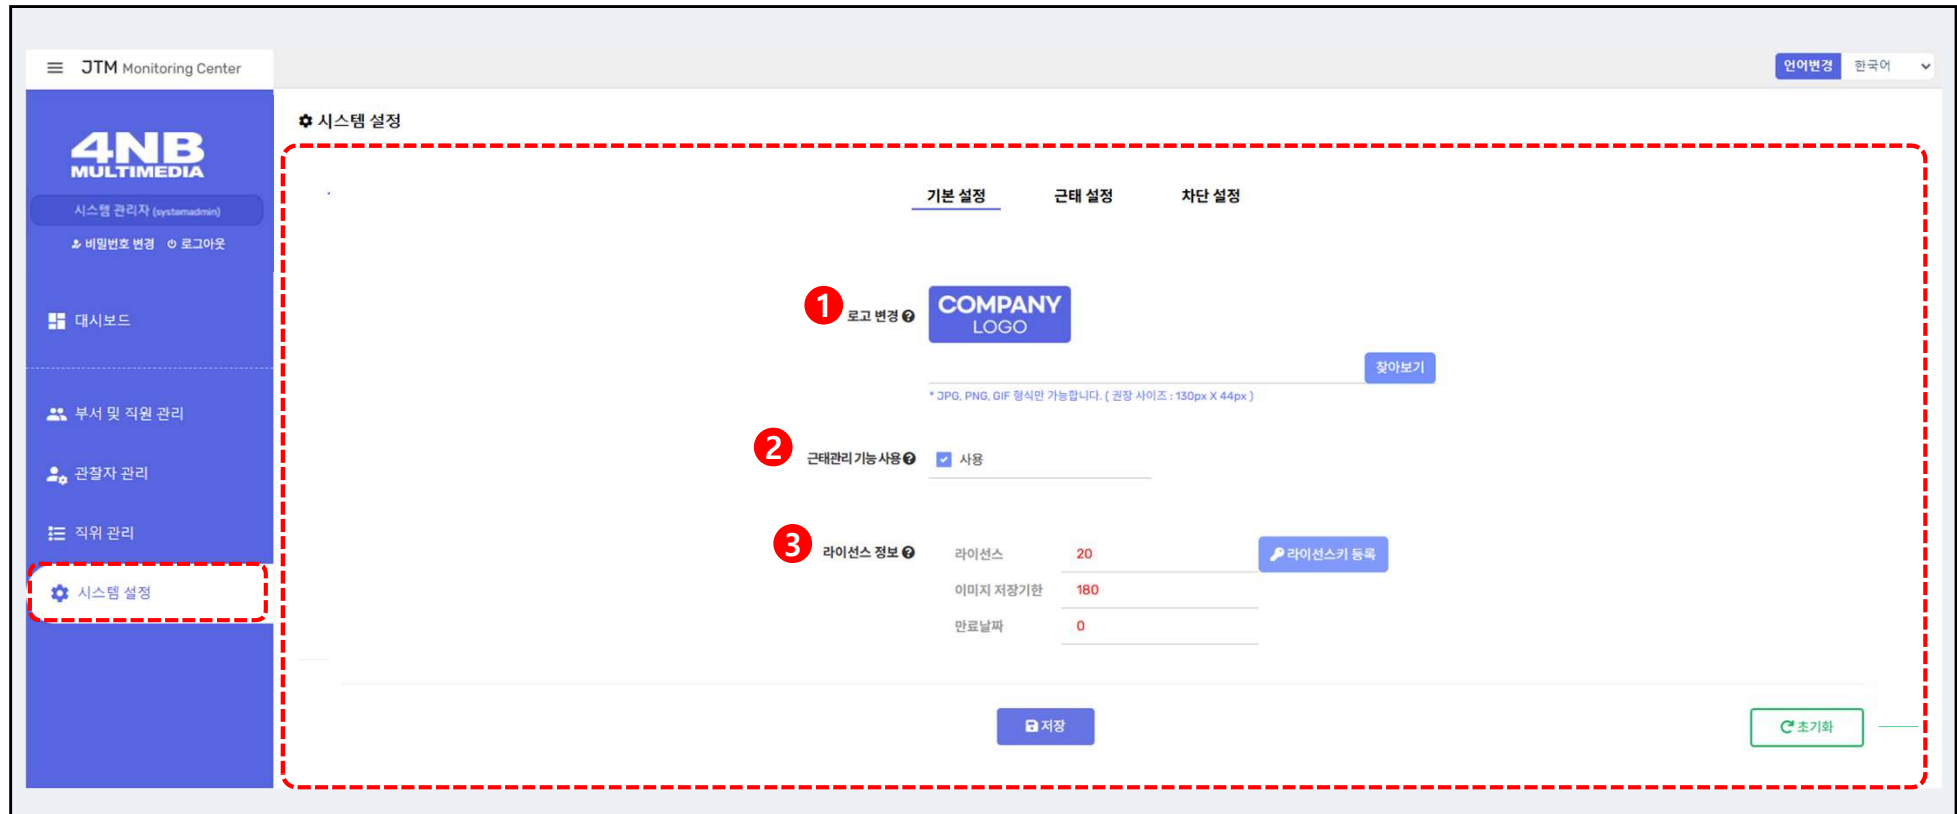 JTM Monitoring Center
언어변경 한국어
4NB
MULTIMEDIA
시스템 관리자 (systemadmin)
비밀번호 변경 로그아웃
대시보드
부서 및 직원 관리
관찰자 관리
직위 관리
시스템 설정
시스템 설정
기본 설정 근태 설정 차단 설정
1 로고 변경
COMPANY
LOGO
찾아보기
* JPG, PNG, GIF 형식만 가능합니다. ( 권장 사이즈 : 130px X 44px )
2 근태관리 기능 사용 사용
3 라이선스 정보 라이선스 20 라이선스키 등록
이미지 저장기한 180
만료날짜 0
저장 초기화